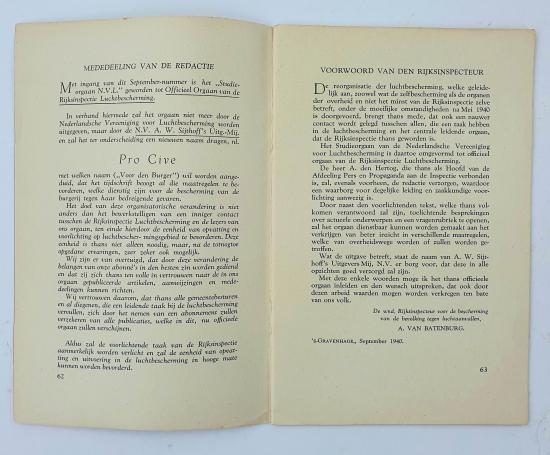 MEDEDEELING VAN DE REDACTIE
Met ingang van dit September-nummer is het „Studie-
orgaan N.V.L.” geworden tot Officieel Orgaan van de
Rijksinspectie Luchtbescherming.
In verband hiermede zal het orgaan niet meer door de
Nederlandsche Vereeniging voor Luchtbescherming worden
uitgegeven, maar door de N.V. A. W. Sijthoff's Uitg.-Mij.
en zal het ter onderscheiding een nieuwen naam dragen, nl.
Pro Cive
met welken naam („Voor den Burger”) wil worden aange-
duid, dat het tijdschrift beoogt al die maatregelen te be-
vorderen, welke dienstig zijn voor de bescherming van de
burgerij tegen haar bedreigende gevaren.
Het doel van deze organisatorische verandering is niet
anders dan het bewerkstelligen van een inniger contact
tusschen de Rijksinspectie Luchtbescherming en de lezers van
ons orgaan, ten einde hierdoor de eenheid van opvatting en
voorlichting op luchtbeschermingsgebied te bevorderen. Deze
eenheid is thans niet alleen noodig, maar, na de totnogtoe
opgedane ervaringen, zeer zeker ook mogelijk.
Wij zijn er van overtuigd, dat door deze verandering de
belangen van onze abonné's in den besten zin worden gediend
en dat zij zich thans ten volle in vertrouwen naar de in ons
orgaan gepubliceerde artikelen, aanwijzingen en mede-
deelingen kunnen richten.
Wij vertrouwen daarom, dat thans alle gemeentebesturen
en al diegenen, die een leidende taak bij de luchtbescherming
vervullen, zich door het nemen van een abonnement zullen
verzekeren van alle publicaties, welke in dit, nu officieele
orgaan zullen verschijnen.
Aldus zal de voorlichtende taak van de Rijksinspectie
aanmerkelijk worden verlicht en zal de eenheid van opvat-
ting en uitvoering in de luchtbescherming in hooge mate
kunnen worden bevorderd.
62
VOORWOORD VAN DEN RIJKSINSPECTEUR
De reorganisatie der luchtbescherming, welke geleide-
lijk aan, zoowel wat de zelfbescherming als de organen
der overheid en niet het minst van de Rijksinspectie zelve
betreft, onder de moeilijke omstandigheden na Mei 1940
is doorgevoerd, brengt thans mede, dat ook een nauwer
contact wordt gelegd tusschen allen, die een taak hebben
in de luchtbescherming en het centrale leidende orgaan,
dat de Rijksinspectie thans geworden is.
Het Studieorgaan van de Nederlandsche Vereeniging
voor Luchtbescherming is daartoe omgevormd tot officieel
orgaan van de Rijksinspectie Luchtbescherming.
De heer A. den Hertog, die thans als Hoofd van de
Afdeeling Pers en Propaganda aan de Inspectie verbonden
is, zal, evenals voorheen, de redactie verzorgen, waardoor
een waarborg voor degelijke leiding en zaakkundige voor-
lichting aanwezig is.
Door naast den voorlichtenden tekst, welke thans vol-
komen verantwoord zal zijn, toelichtende besprekingen
over actueele onderwerpen en een vragenrubriek te openen,
zal het orgaan dienstbaar kunnen worden gemaakt aan het
verkrijgen van beter inzicht in verschillende maatregelen,
welke van overheidswege worden of zullen worden ge-
troffen.
Wat de uitgave betreft, staat de naam van A. W. Sijt-
hoff's Uitgevers Mij, N.V. er borg voor, dat deze in alle
opzichten goed verzorgd zal zijn.
Met deze enkele woorden moge ik het thans officieele
orgaan inleiden en den wensch uitspreken, dat ook door
dezen arbeid waarden mogen worden verkregen ten bate
van ons volk.
De wnd. Rijksinspecteur voor de bescherming
van de bevolking tegen luchtaanvallen,
A. VAN BATENBURG.
's-GRAVENHAGE, September 1940.
63